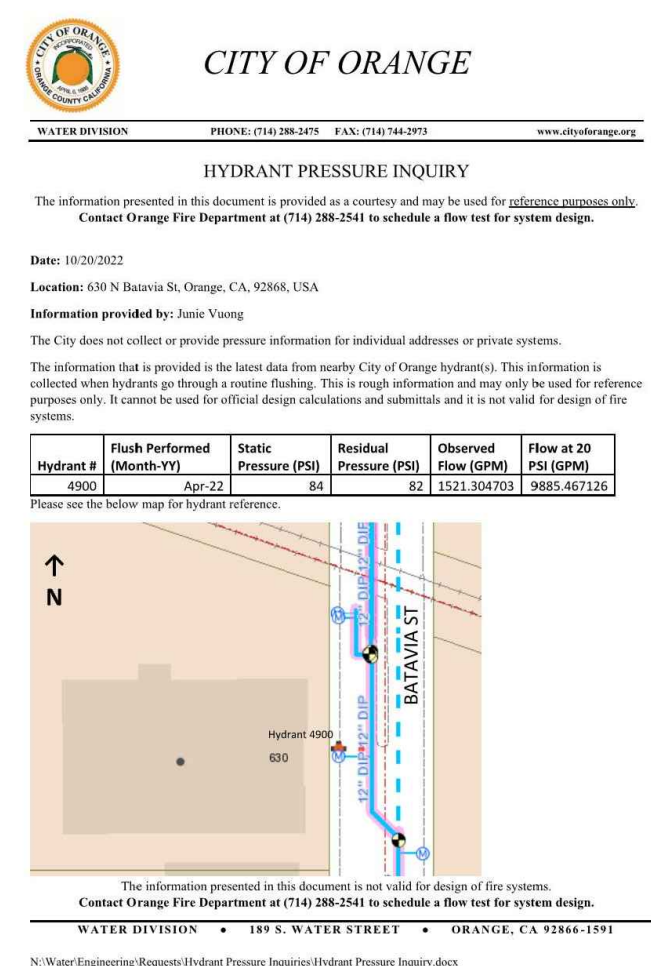 CITY OF ORANGE
INCORPORATED
APRIL 6, 1888
ORANGE COUNTY CALIFORNIA
CITY OF ORANGE
WATER DIVISION PHONE: (714) 288-2475 FAX: (714) 744-2973 www.cityoforange.org
HYDRANT PRESSURE INQUIRY
The information presented in this document is provided as a courtesy and may be used for reference purposes only.
Contact Orange Fire Department at (714) 288-2541 to schedule a flow test for system design.
Date: 10/20/2022
Location: 630 N Batavia St, Orange, CA, 92868, USA
Information provided by: Junie Vuong
The City does not collect or provide pressure information for individual addresses or private systems.
The information that is provided is the latest data from nearby City of Orange hydrant(s). This information is
collected when hydrants go through a routine flushing. This is rough information and may only be used for reference
purposes only. It cannot be used for official design calculations and submittals and it is not valid for design of fire
systems.
Flush Performed Static Residual Observed Flow at 20
Hydrant # (Month-YY) Pressure (PSI) Pressure (PSI) Flow (GPM) PSI (GPM)
4900 Apr-22 84 82 1521.304703 9885.467126
Please see the below map for hydrant reference.
N
12" DIP 12" DIP
M
BATAVIA ST
Hydrant 4900
630
M
12" DIP 12" DIP
M
The information presented in this document is not valid for design of fire systems.
Contact Orange Fire Department at (714) 288-2541 to schedule a flow test for system design.
WATER DIVISION • 189 S. WATER STREET • ORANGE, CA 92866-1591
N:\Water\Engineering\Requests\Hydrant Pressure Inquiries\Hydrant Pressure Inquiry.docx